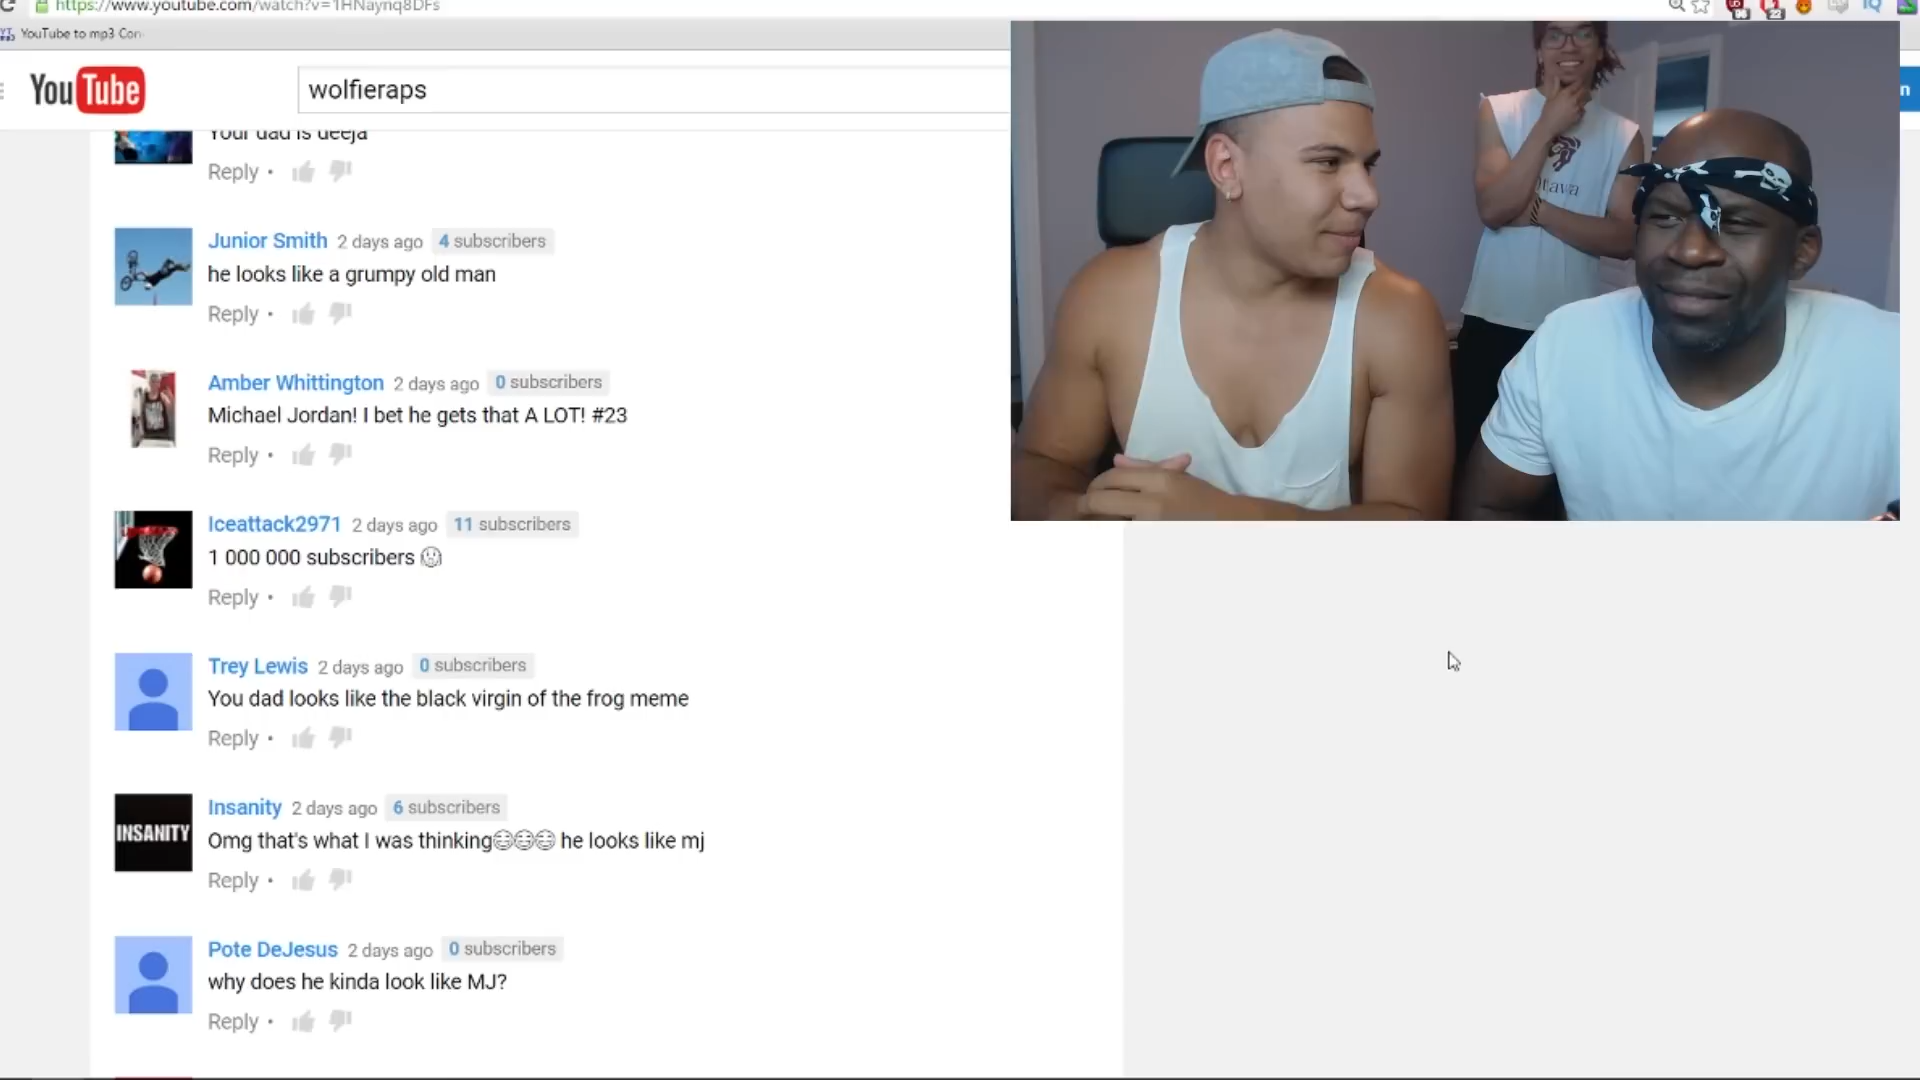 https://www.youtube.com/watch?v=1HNaynq8DFs
YouTube to mp3 Con
YouTube
wolfieraps
Your dad is deeja
Reply •
Junior Smith 2 days ago 4 subscribers
he looks like a grumpy old man
Reply •
Amber Whittington 2 days ago 0 subscribers
Michael Jordan! I bet he gets that A LOT! #23
Reply •
Iceattack2971 2 days ago 11 subscribers
1 000 000 subscribers
Reply •
Trey Lewis 2 days ago 0 subscribers
You dad looks like the black virgin of the frog meme
Reply •
INSANITY
Insanity 2 days ago 6 subscribers
Omg that's what I was thinking😂😂😂 he looks like mj
Reply •
Pote DeJesus 2 days ago 0 subscribers
why does he kinda look like MJ?
Reply •